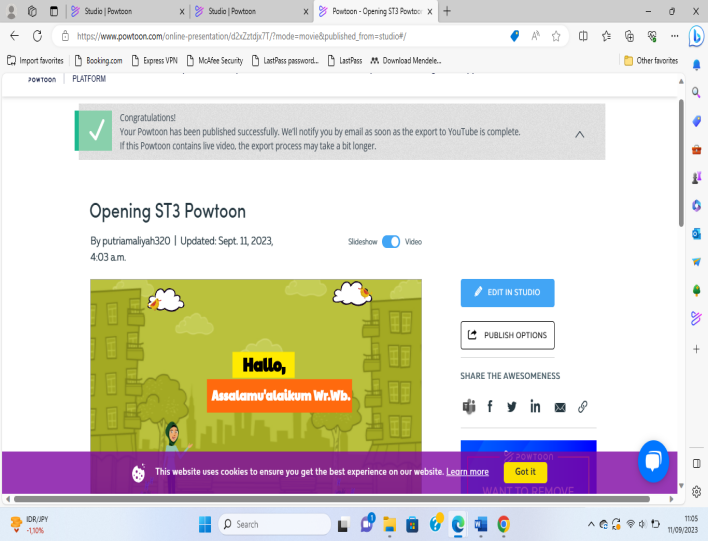 Studio | Powtoon
Studio | Powtoon
Powtoon - Opening ST3 Powtoon
https://www.powtoon.com/online-presentation/d2xZztdjx7T/?mode=movie&published_from=studio#/
Import favorites
Booking.com
Express VPN
McAfee Security
LastPass password...
LastPass
Download Mendele...
Other favorites
POWTOON
PLATFORM
Congratulations!
Your Powtoon has been published successfully. We'll notify you by email as soon as the export to YouTube is complete.
If this Powtoon contains live video, the export process may take a bit longer.
Opening ST3 Powtoon
By putriamaliyah320 | Updated: Sept. 11, 2023,
4:03 a.m.
Slideshow
Video
EDIT IN STUDIO
PUBLISH OPTIONS
SHARE THE AWESOMENESS
Hallo,
Assalamu'alaikum Wr.Wb.
POWTOON
WANT TO REMOVE
This website uses cookies to ensure you get the best experience on our website. Learn more
Got it
IDR/JPY
-1,10%
Search
11:05
11/09/2023